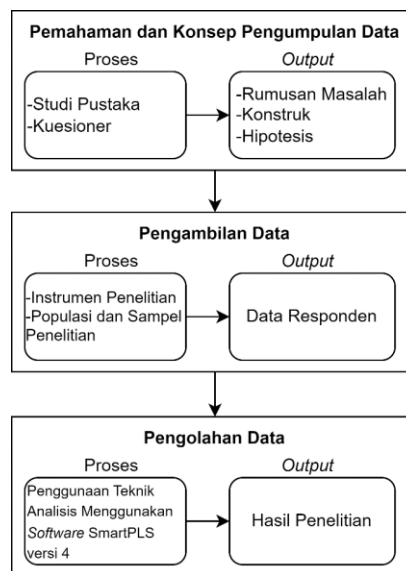 Pemahaman dan Konsep Pengumpulan Data
Proses
Output
-Studi Pustaka
-Kuesioner
-Rumusan Masalah
-Konstruk
-Hipotesis
Pengambilan Data
Proses
Output
-Instrumen Penelitian
-Populasi dan Sampel
Penelitian
Data Responden
Pengolahan Data
Proses
Output
Penggunaan Teknik
Analisis Menggunakan
Software SmartPLS
versi 4
Hasil Penelitian